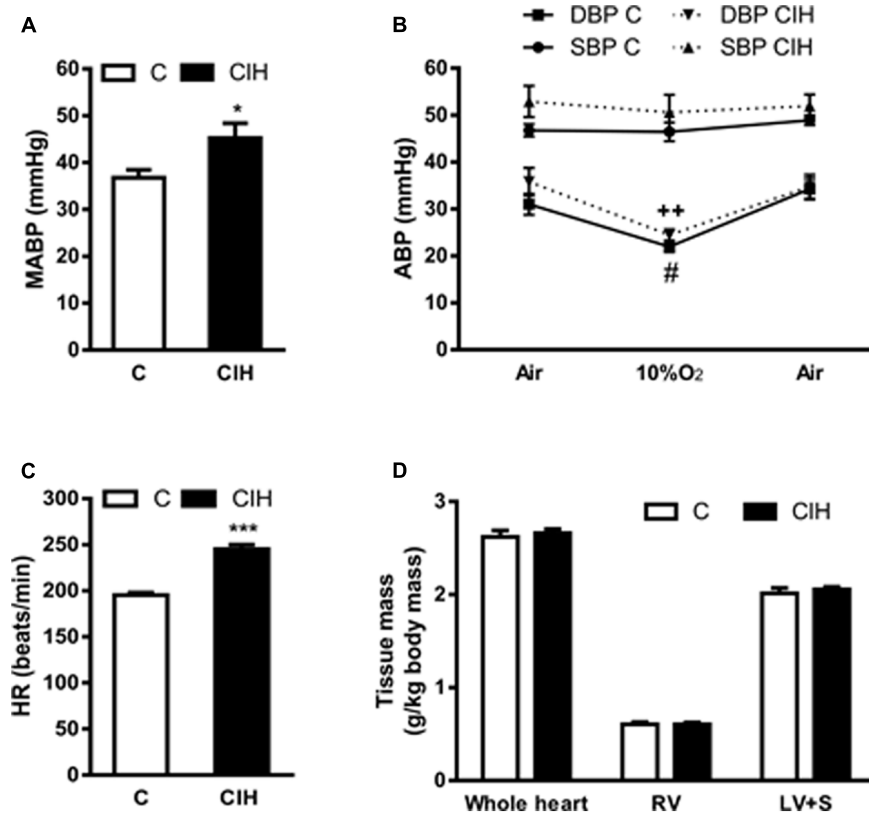 A
C CIH
MABP (mmHg)
60
50
40
30
20
10
0
*
C CIH
B
DBP C DBP CIH
SBP C SBP CIH
ABP (mmHg)
60
50
40
30
20
10
0
++
#
Air 10%O₂ Air
C
C CIH
HR (beats/min)
300
250
200
150
100
50
0
***
C CIH
D
C CIH
Tissue mass
(g/kg body mass)
3
2
1
0
Whole heart RV LV+S